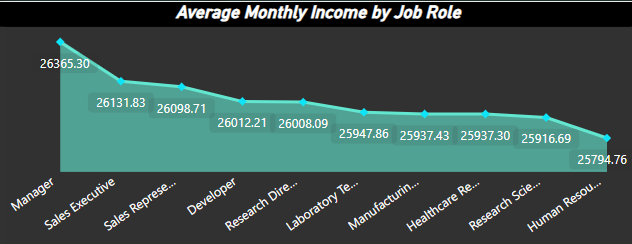 Average Monthly Income by Job Role
26365.30
26131.83
26098.71
26012.21
26008.09
25947.86
25937.43
25937.30
25916.69
25794.76
Manager
Sales Executive
Sales Represe...
Developer
Research Dire...
Laboratory Te...
Manufacturin...
Healthcare Re...
Research Scie...
Human Resou...